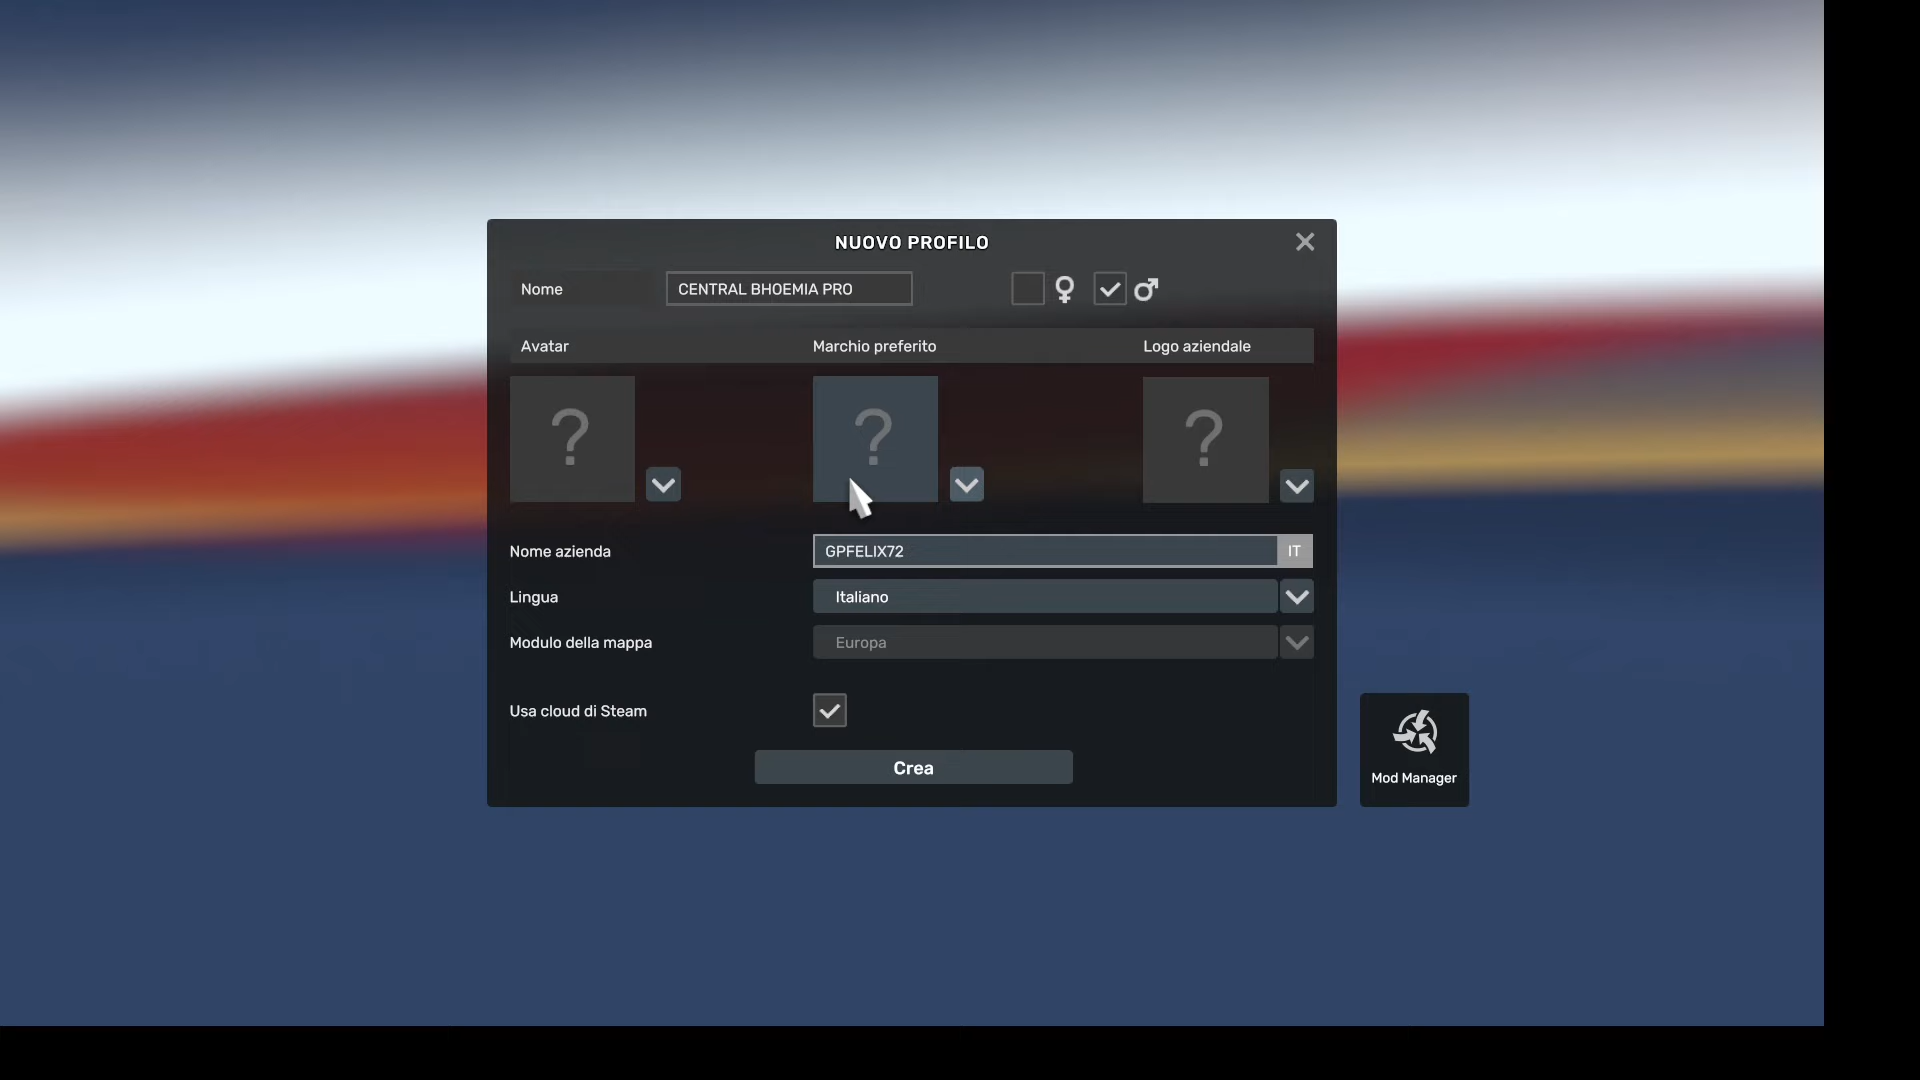 NUOVO PROFILO
Nome
CENTRAL BHOEMIA PRO
Avatar
Marchio preferito
Logo aziendale
?
?
?
Nome azienda
GPFELIX72
IT
Lingua
Italiano
Modulo della mappa
Europa
Usa cloud di Steam
Crea
Mod Manager